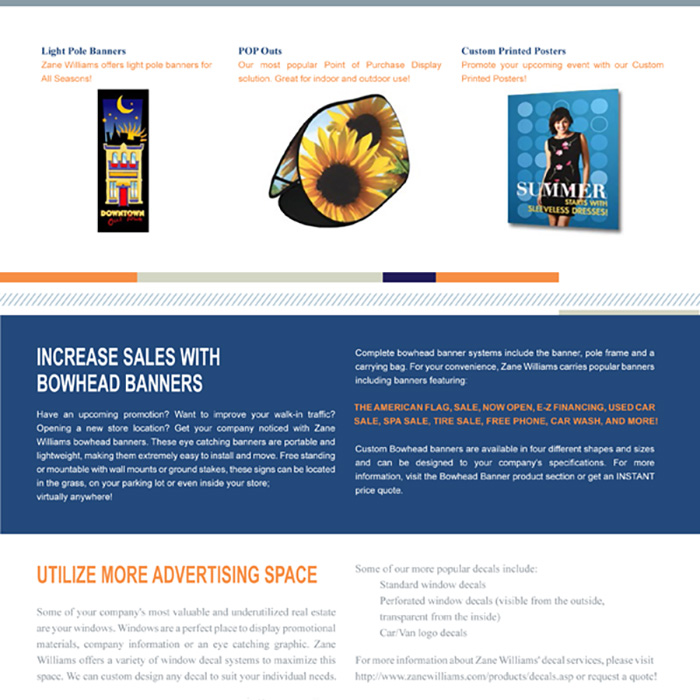 Light Pole Banners
Zane Williams offers light pole banners for
All Seasons!
POP Outs
Our most popular Point of Purchase Display
solution. Great for indoor and outdoor use!
Custom Printed Posters
Promote your upcoming event with our Custom
Printed Posters!
DOWNTOWN
SUMMER
STARTS WITH
SLEEVELESS DRESSES!
INCREASE SALES WITH
BOWHEAD BANNERS
Have an upcoming promotion? Want to improve your walk-in traffic?
Opening a new store location? Get your company noticed with Zane
Williams bowhead banners. These eye catching banners are portable and
lightweight, making them extremely easy to install and move. Free standing
or mountable with wall mounts or ground stakes, these signs can be located
in the grass, on your parking lot or even inside your store;
virtually anywhere!
Complete bowhead banner systems include the banner, pole frame and a
carrying bag. For your convenience, Zane Williams carries popular banners
including banners featuring:
THE AMERICAN FLAG, SALE, NOW OPEN, E-Z FINANCING, USED CAR
SALE, SPA SALE, TIRE SALE, FREE PHONE, CAR WASH, AND MORE!
Custom Bowhead banners are available in four different shapes and sizes
and can be designed to your company's specifications. For more
information, visit the Bowhead Banner product section or get an INSTANT
price quote.
UTILIZE MORE ADVERTISING SPACE
Some of your company's most valuable and underutilized real estate
are your windows. Windows are a perfect place to display promotional
materials, company information or an eye catching graphic. Zane
Williams offers a variety of window decal systems to maximize this
space. We can custom design any decal to suit your individual needs.
Some of our more popular decals include:
Standard window decals
Perforated window decals (visible from the outside,
transparent from the inside)
Car/Van logo decals
For more information about Zane Williams' decal services, please visit
http://www.zanewilliams.com/products/decals.asp or request a quote!